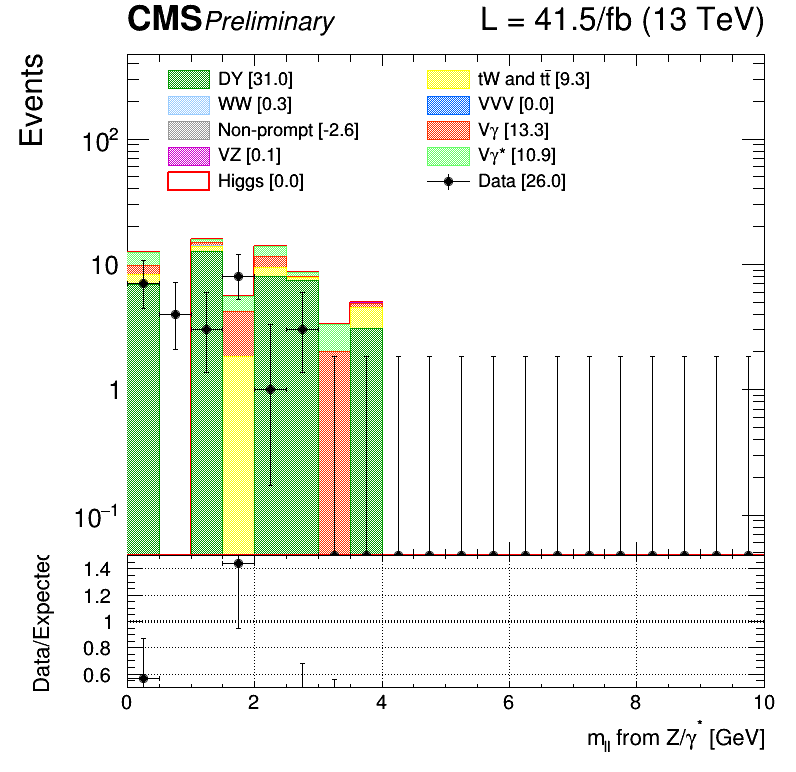 CMS Preliminary L = 41.5/fb (13 TeV)
Events
DY [31.0]
WW [0.3]
Non-prompt [-2.6]
VZ [0.1]
Higgs [0.0]
tW and tt̄ [9.3]
VVV [0.0]
Vγ [13.3]
Vγ* [10.9]
Data [26.0]
10²
10
1
10⁻¹
Data/Expected
1.4
1.2
1
0.8
0.6
0 2 4 6 8 10
m_ll from Z/γ* [GeV]